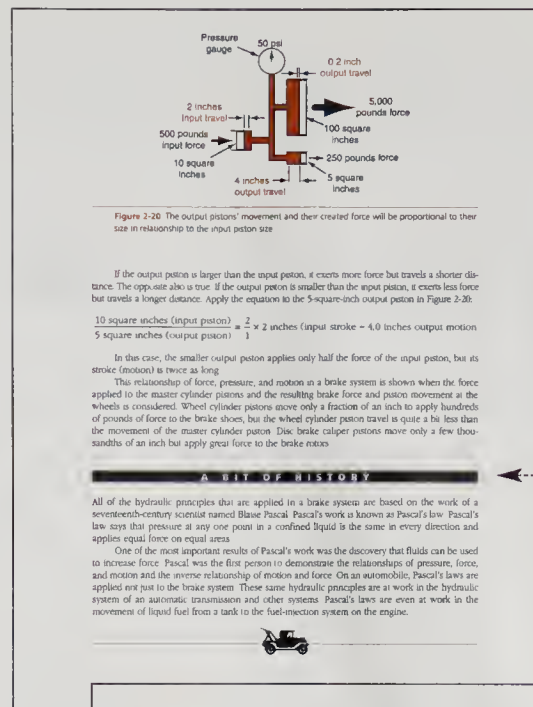 Pressure
gauge
50 psi
0.2 inch
output travel
2 inches
input travel
5,000
pounds force
100 square
inches
500 pounds
input force
10 square
inches
250 pounds force
5 square
inches
4 inches
output travel
Figure 2-20 The output pistons' movement and their created force will be proportional to their
size in relationship to the input piston size
If the output piston is larger than the input piston, it exerts more force but travels a shorter dis-
tance. The opposite also is true. If the output piston is smaller than the input piston, it exerts less force
but travels a longer distance. Apply the equation to the 5-square-inch output piston in Figure 2-20:
10 square inches (input piston) / 5 square inches (output piston) = 2/1 × 2 inches (input stroke = 4.0 inches output motion
In this case, the smaller output piston applies only half the force of the input piston, but its
stroke (motion) is twice as long
This relationship of force, pressure, and motion in a brake system is shown when the force
applied to the master cylinder pistons and the resulting brake force and piston movement at the
wheels is considered. Wheel cylinder pistons move only a fraction of an inch to apply hundreds
of pounds of force to the brake shoes, but the wheel cylinder piston travel is quite a bit less than
the movement of the master cylinder piston. Disc brake caliper pistons move only a few thou-
sandths of an inch but apply great force to the brake rotors
A BIT OF HISTORY
All of the hydraulic principles that are applied in a brake system are based on the work of a
seventeenth-century scientist named Blaise Pascal. Pascal's work is known as Pascal's law. Pascal's
law says that pressure at any one point in a confined liquid is the same in every direction and
applies equal force on equal areas
One of the most important results of Pascal's work was the discovery that fluids can be used
to increase force. Pascal was the first person to demonstrate the relationships of pressure, force,
and motion and the inverse relationship of motion and force. On an automobile, Pascal's laws are
applied not just to the brake system. These same hydraulic principles are at work in the hydraulic
system of an automatic transmission and other systems. Pascal's laws are even at work in the
movement of liquid fuel from a tank to the fuel-injection system on the engine.